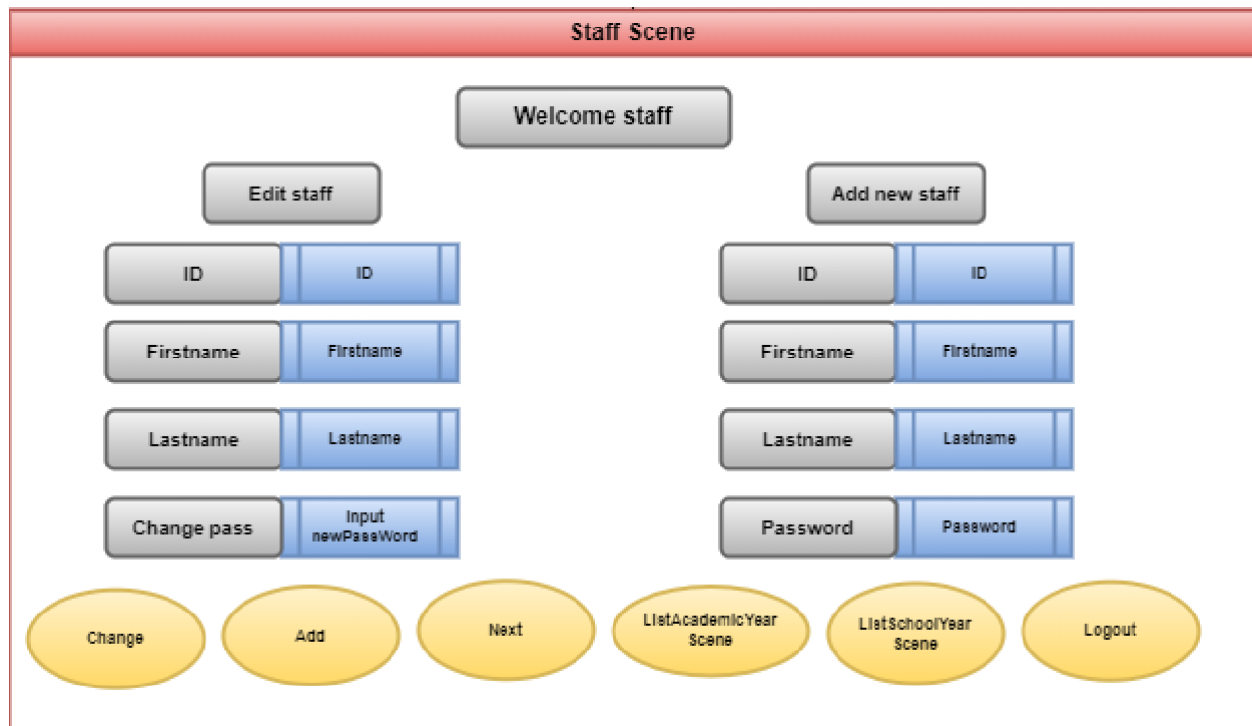 Staff Scene
Welcome staff
Edit staff
Add new staff
ID
ID
ID
ID
Firstname
Firstname
Firstname
Firstname
Lastname
Lastname
Lastname
Lastname
Change pass
Input
newPassWord
Password
Password
Change
Add
Next
ListAcademicYear
Scene
ListSchoolYear
Scene
Logout